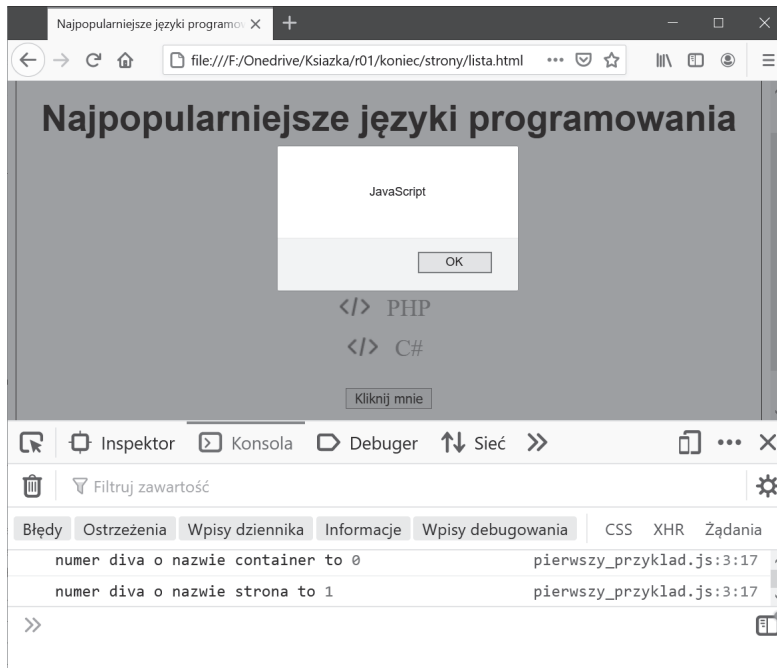 Najpopularniejsze języki programov
file:///F:/Onedrive/Ksiazka/r01/koniec/strony/lista.html
Najpopularniejsze języki programowania
JavaScript
OK
</> PHP
</> C#
Kliknij mnie
Inspektor Konsola Debuger Sieć
Filtruj zawartość
Błędy Ostrzeżenia Wpisy dziennika Informacje Wpisy debugowania CSS XHR Żądania
numer diva o nazwie container to 0 pierwszy_przyklad.js:3:17
numer diva o nazwie strona to 1 pierwszy_przyklad.js:3:17